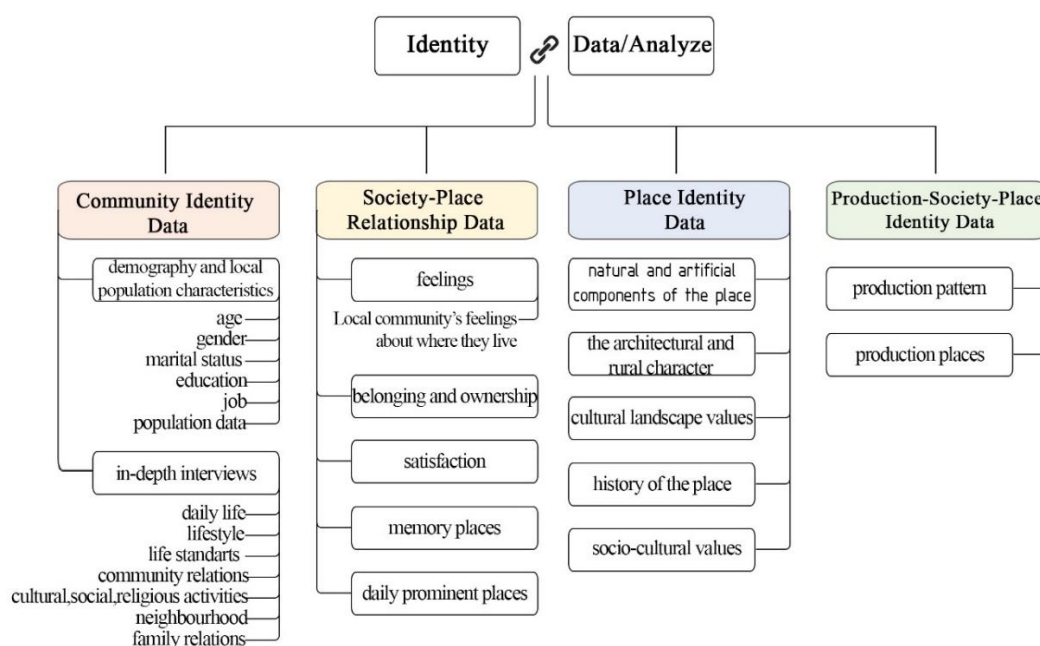 Identity
Data/Analyze
Community Identity
Data
demography and local
population characteristics
age
gender
marital status
education
job
population data
in-depth interviews
daily life
lifestyle
life standarts
community relations
cultural,social,religious activities
neighbourhood
family relations
Society-Place
Relationship Data
feelings
Local community's feelings
about where they live
belonging and ownership
satisfaction
memory places
daily prominent places
Place Identity
Data
natural and artificial
components of the place
the architectural and
rural character
cultural landscape values
history of the place
socio-cultural values
Production-Society-Place
Identity Data
production pattern
production places